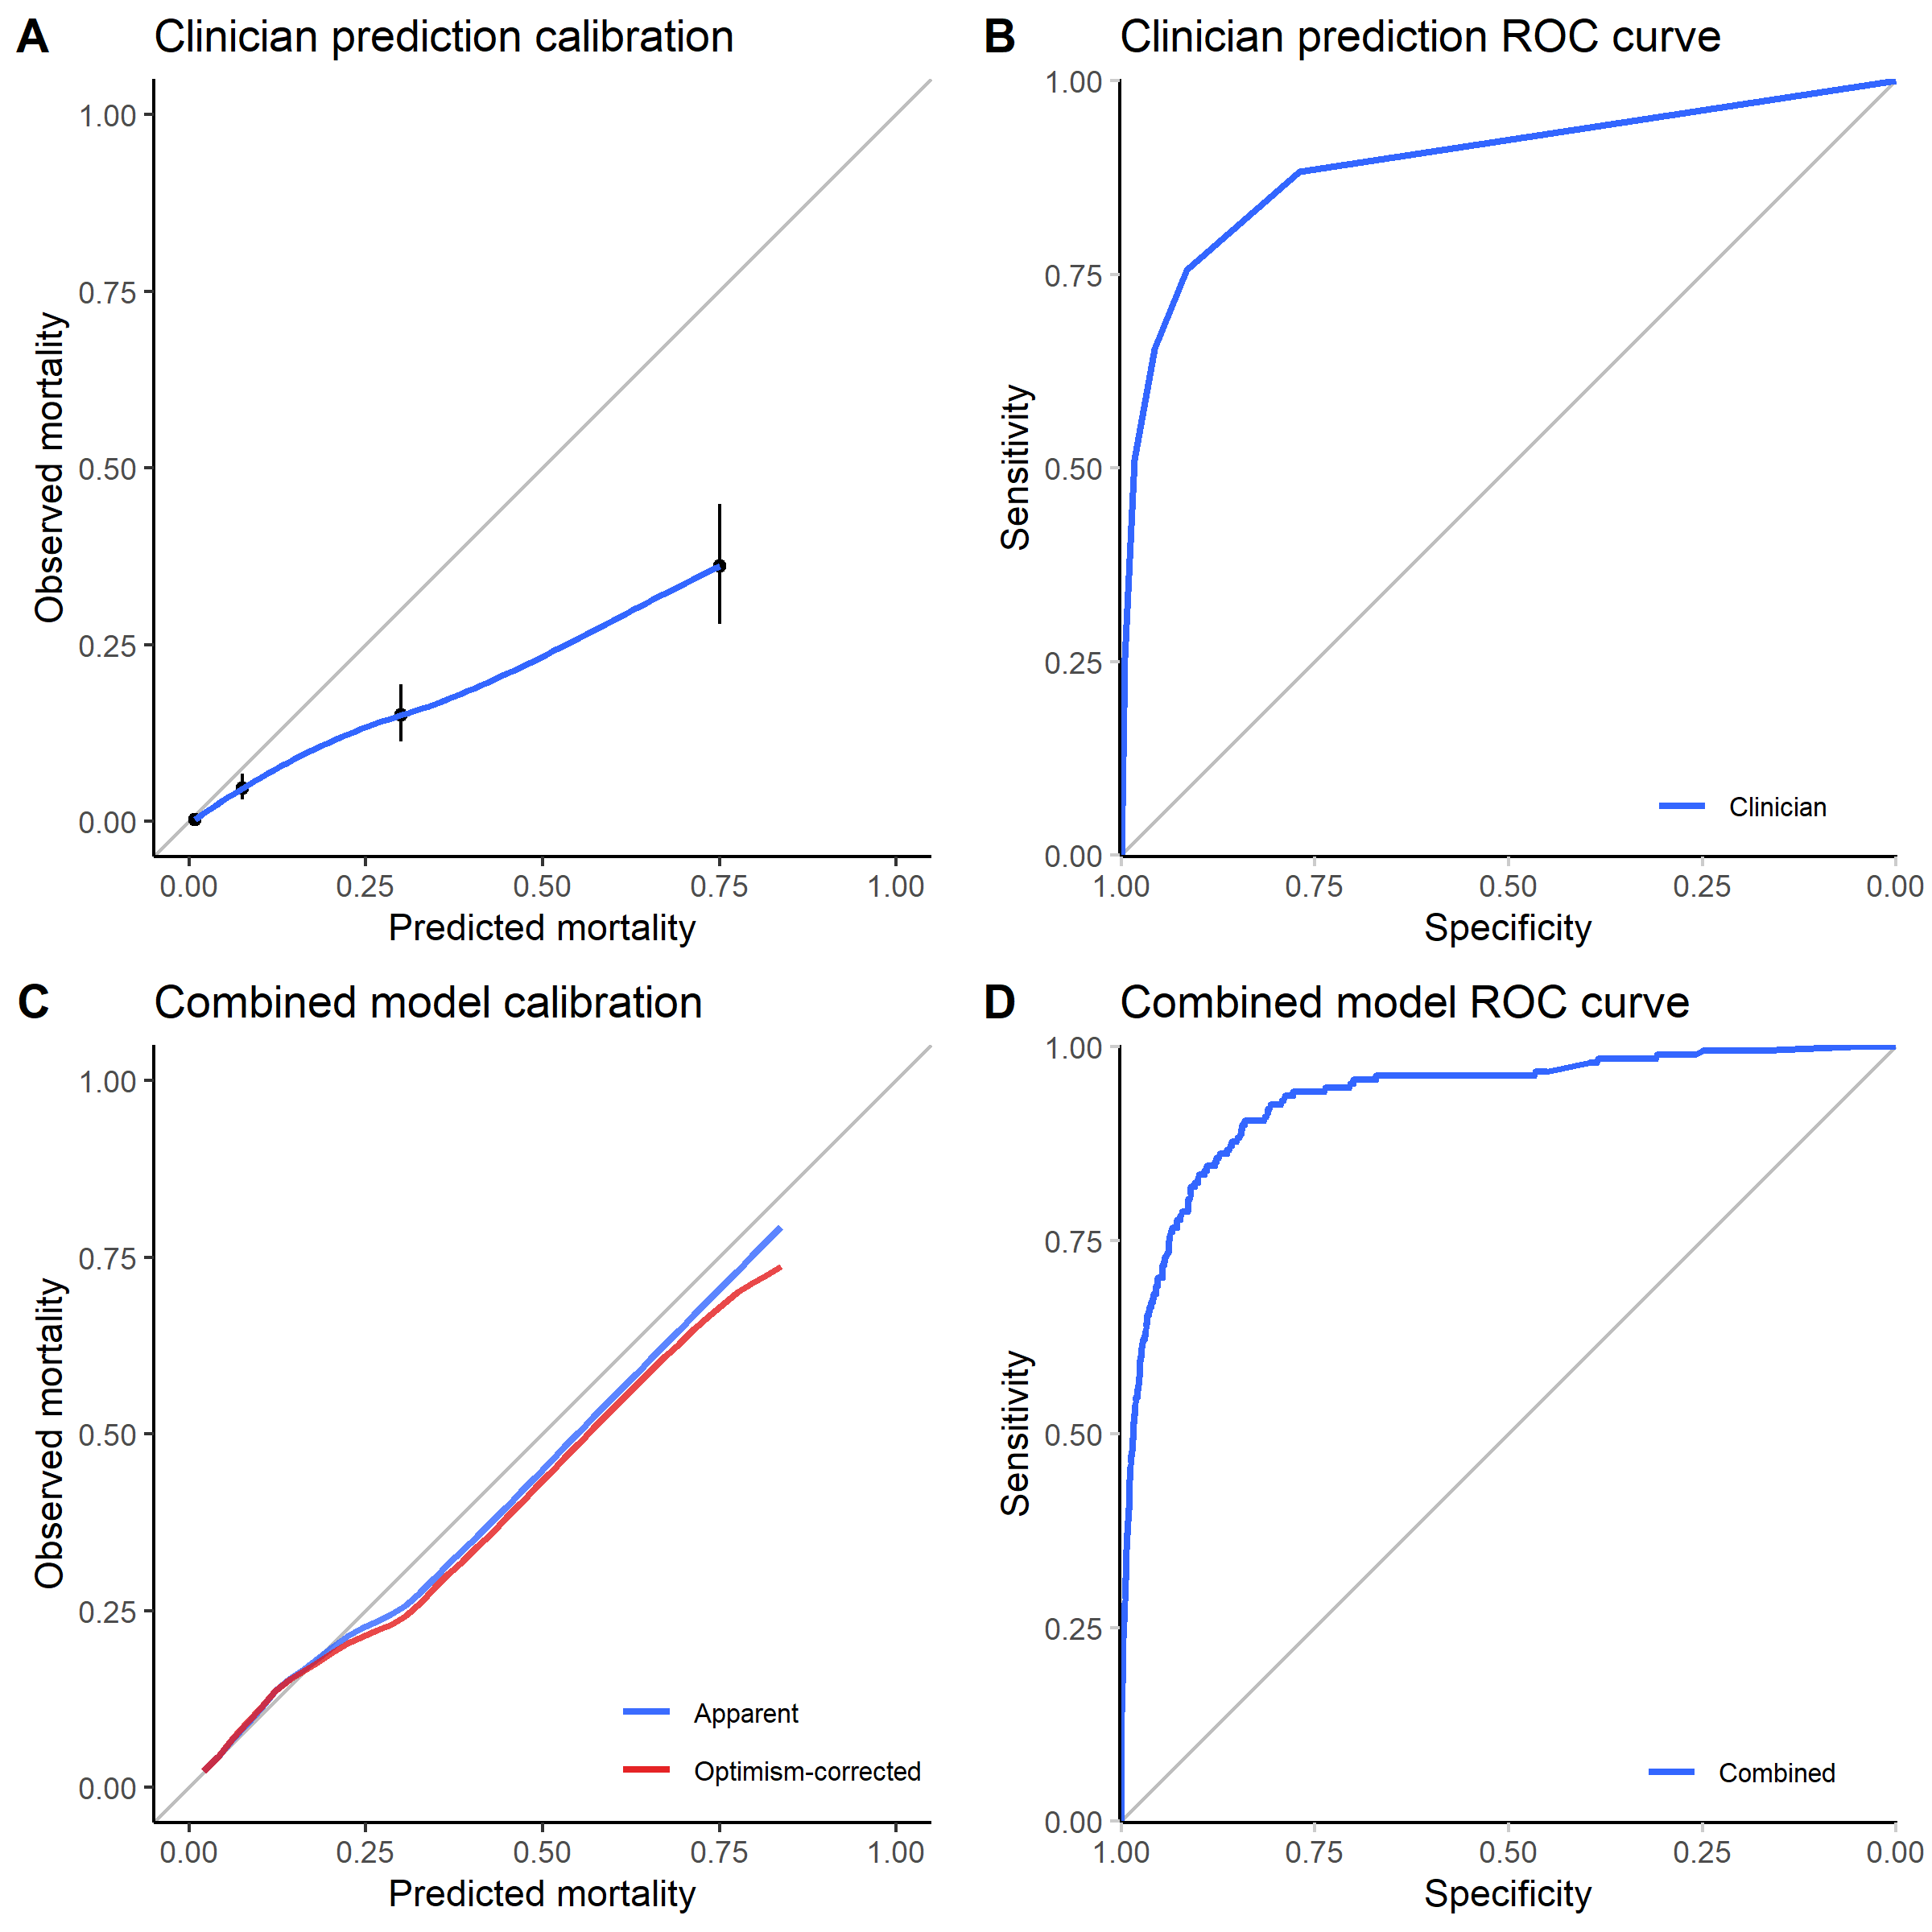 A Clinician prediction calibration
1.00
0.75
0.50
0.25
0.00
Observed mortality
0.00 0.25 0.50 0.75 1.00
Predicted mortality
B Clinician prediction ROC curve
1.00
0.75
0.50
0.25
0.00
Sensitivity
Clinician
1.00 0.75 0.50 0.25 0.00
Specificity
C Combined model calibration
1.00
0.75
0.50
0.25
0.00
Observed mortality
Apparent
Optimism-corrected
0.00 0.25 0.50 0.75 1.00
Predicted mortality
D Combined model ROC curve
1.00
0.75
0.50
0.25
0.00
Sensitivity
Combined
1.00 0.75 0.50 0.25 0.00
Specificity